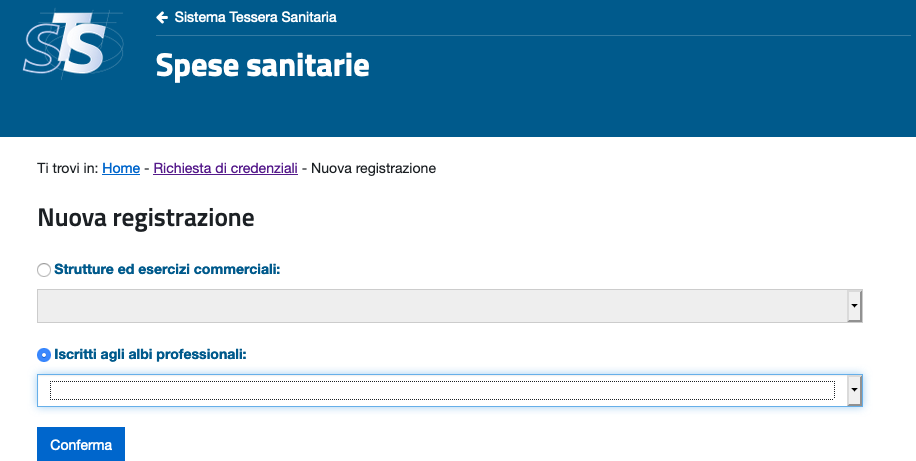 STS
Sistema Tessera Sanitaria
Spese sanitarie
Ti trovi in: Home - Richiesta di credenziali - Nuova registrazione
Nuova registrazione
Strutture ed esercizi commerciali:
Iscritti agli albi professionali:
Conferma